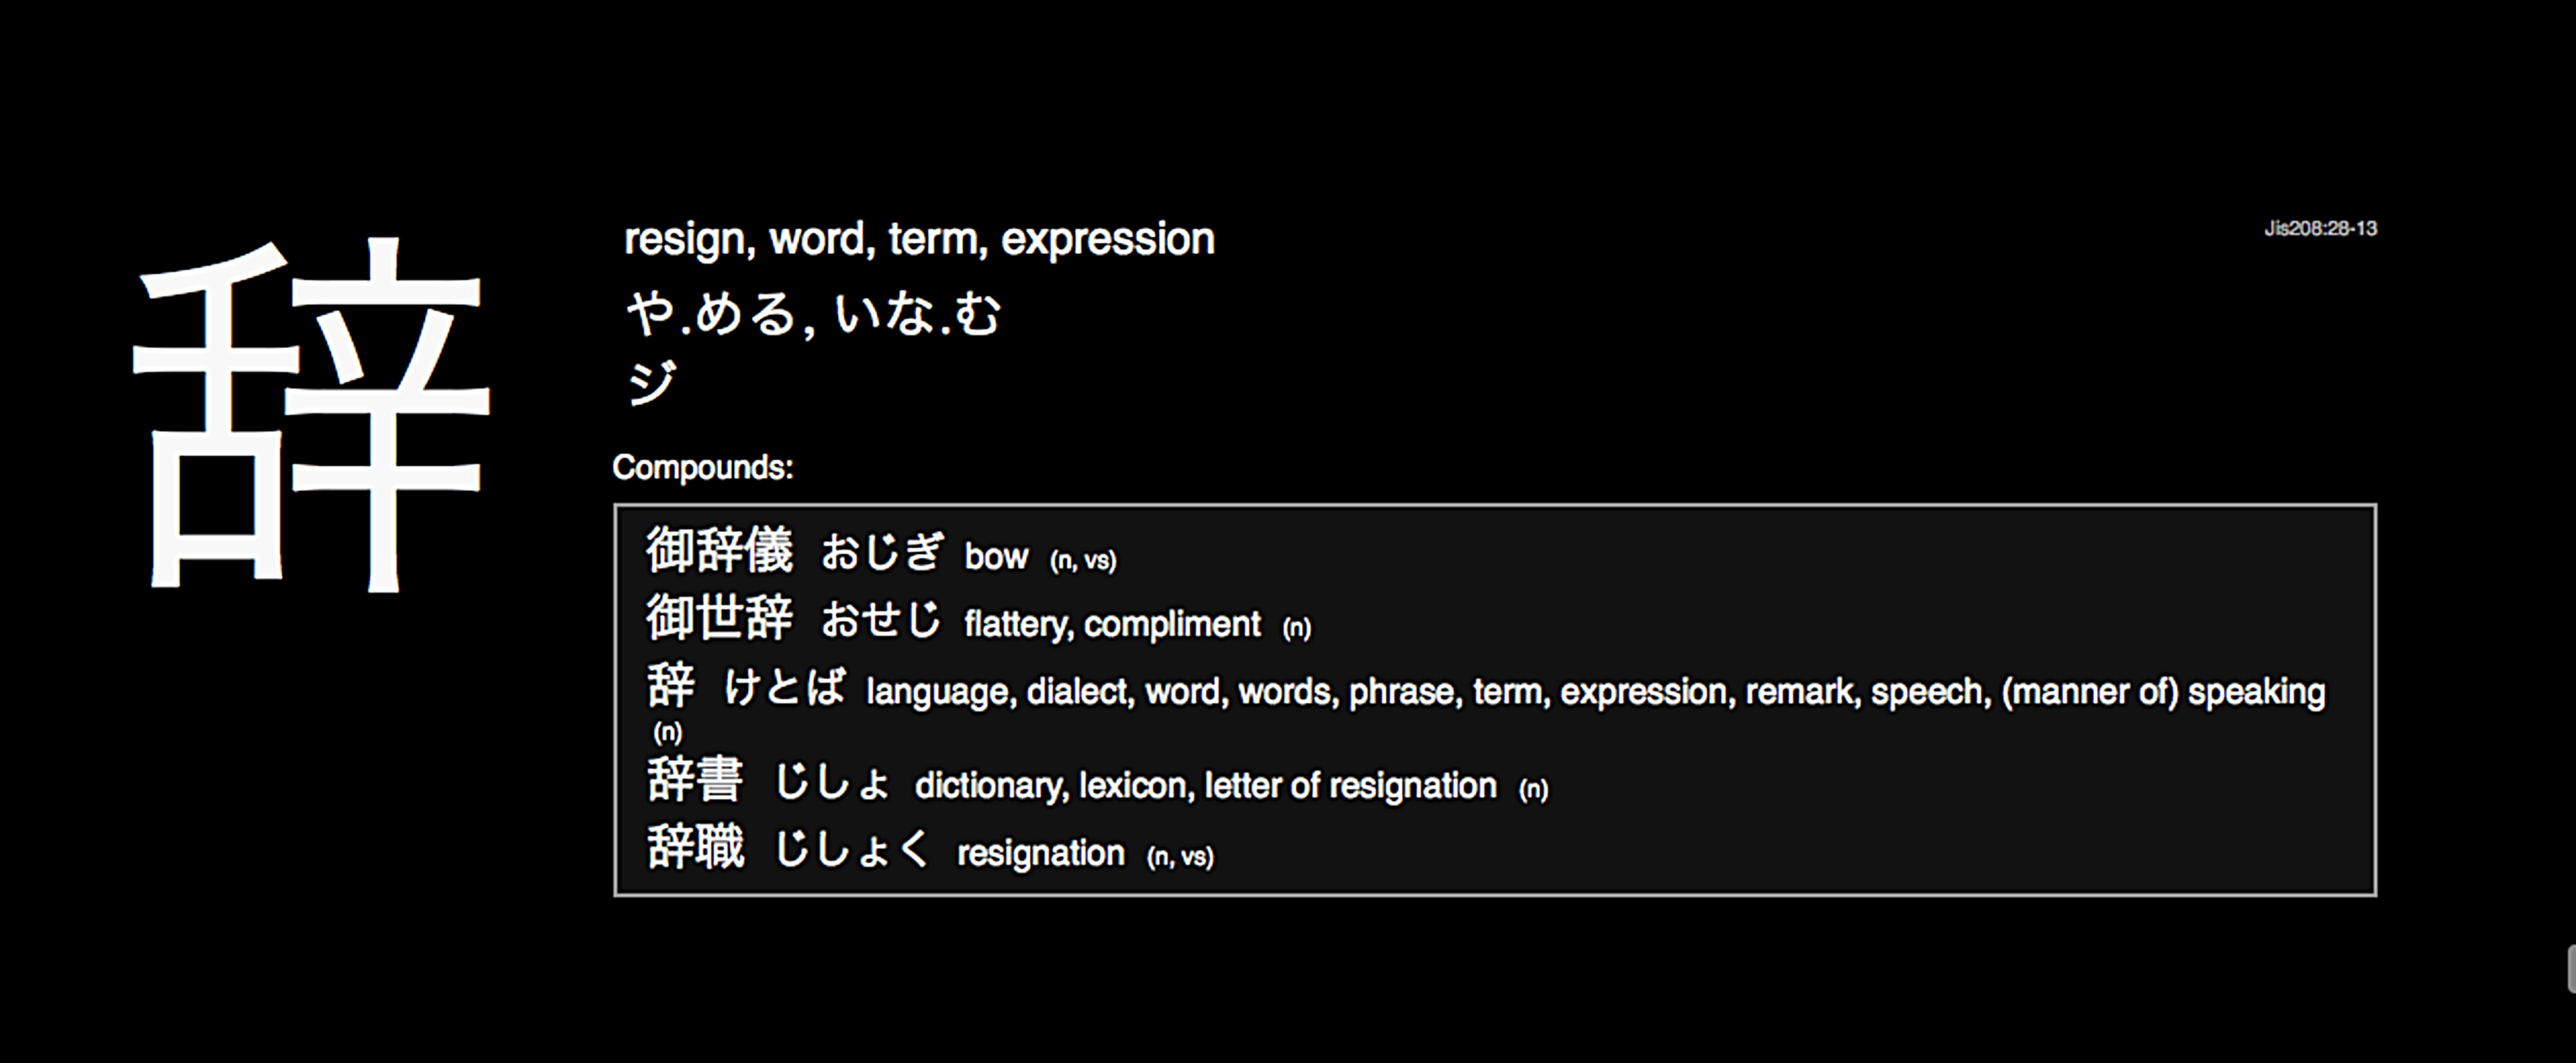 辞
resign, word, term, expression
Jis208:28-13
や.める, いな.む
ジ
Compounds:
御辞儀 おじぎ bow (n, vs)
御世辞 おせじ flattery, compliment (n)
辞 けとば language, dialect, word, words, phrase, term, expression, remark, speech, (manner of) speaking
(n)
辞書 じしょ dictionary, lexicon, letter of resignation (n)
辞職 じしょく resignation (n, vs)